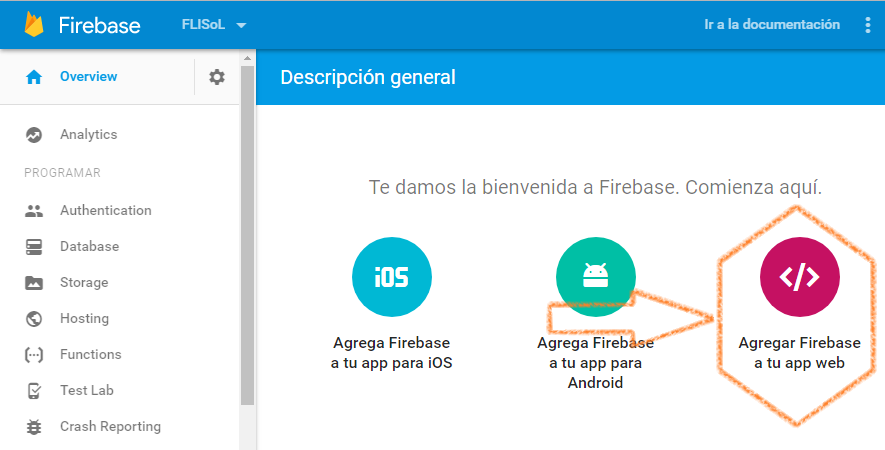 Firebase
FLISoL
Ir a la documentación
Overview
Descripción general
Analytics
PROGRAMAR
Authentication
Database
Storage
Hosting
Functions
Test Lab
Crash Reporting
Te damos la bienvenida a Firebase. Comienza aquí.
iOS
Agrega Firebase
a tu app para iOS
Agrega Firebase
a tu app para
Android
</>
Agregar Firebase
a tu app web